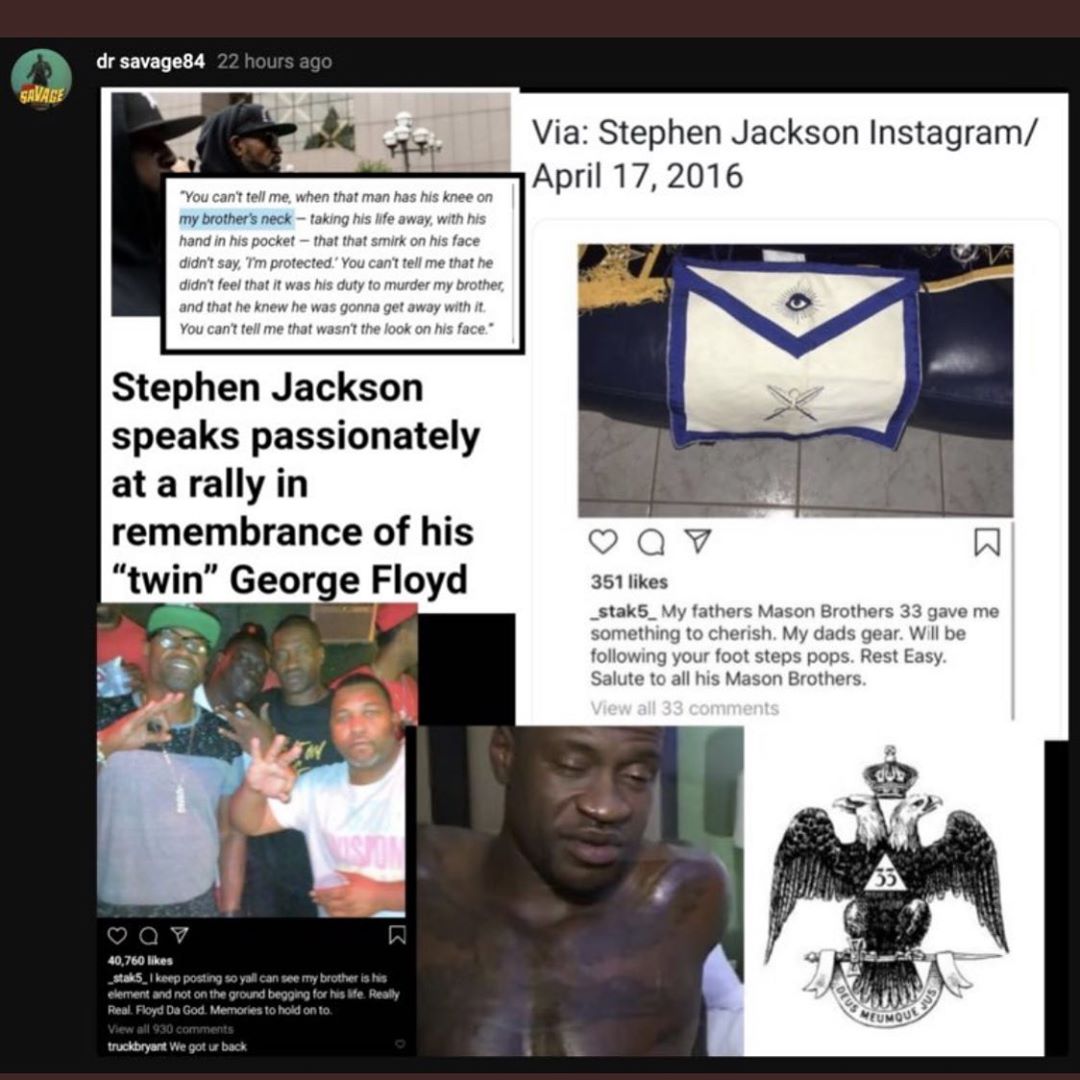 dr savage84 22 hours ago
SAVAGE
"You can't tell me, when that man has his knee on
my brother's neck – taking his life away, with his
hand in his pocket – that that smirk on his face
didn't say, 'I'm protected.' You can't tell me that he
didn't feel that it was his duty to murder my brother,
and that he knew he was gonna get away with it.
You can't tell me that wasn't the look on his face."
Stephen Jackson
speaks passionately
at a rally in
remembrance of his
“twin” George Floyd
40,760 likes
_stak5_ I keep posting so yall can see my brother is his
element and not on the ground begging for his life. Really
Real. Floyd Da God. Memories to hold on to.
View all 930 comments
truckbryant We got ur back
Via: Stephen Jackson Instagram/
April 17, 2016
351 likes
_stak5_ My fathers Mason Brothers 33 gave me
something to cherish. My dads gear. Will be
following your foot steps pops. Rest Easy.
Salute to all his Mason Brothers.
View all 33 comments
33
DEUS MEUMQUE JUS